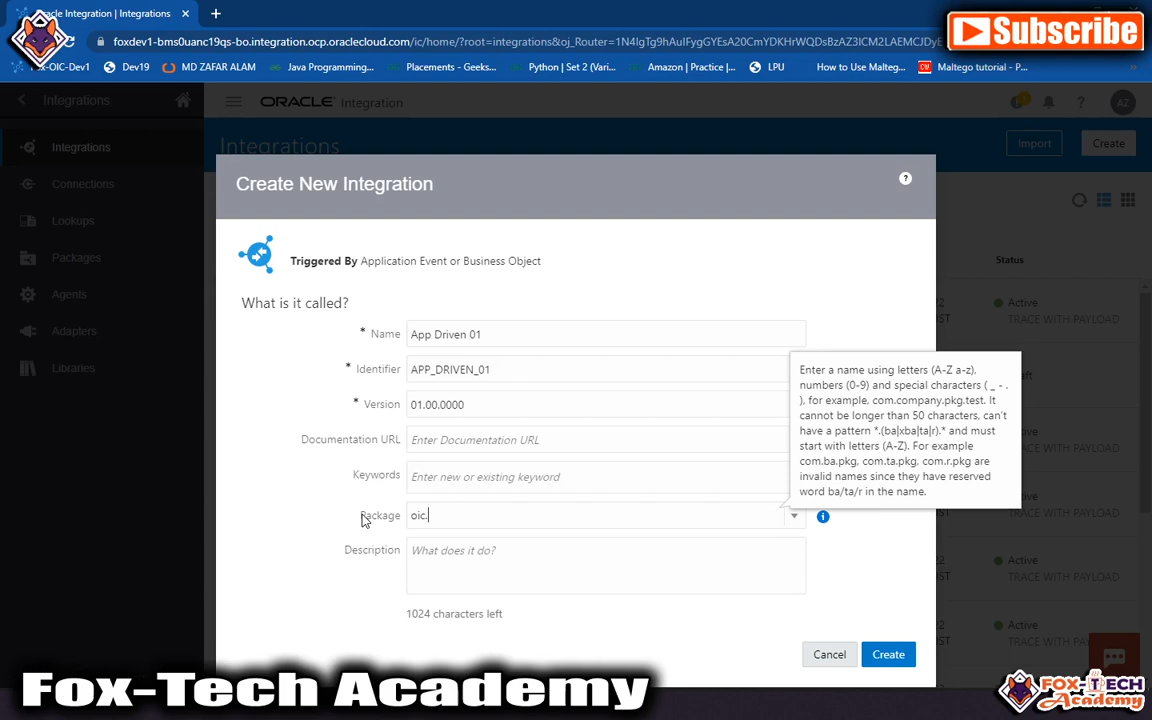 Oracle Integration | Integrations
foxdev1-bms0uanc19qs-bo.integration.ocp.oraclecloud.com/ic/home/?root=integrations&oj_Router=
Subscribe
Dev19
MD ZAFAR ALAM
Java Programming...
Placements - Geeks...
Python | Set 2 (Vari...
Amazon | Practice |...
LPU
How to Use Malteg...
Maltego tutorial - P...
Integrations
ORACLE Integration
AZ
Integrations
Import
Create
Integrations
Connections
Lookups
Packages
Agents
Adapters
Libraries
Status
Active
TRACE WITH PAYLOAD
Active
TRACE WITH PAYLOAD
Active
TRACE WITH PAYLOAD
Create New Integration
?
Triggered By Application Event or Business Object
What is it called?
* Name App Driven 01
* Identifier APP_DRIVEN_01
* Version 01.00.0000
Documentation URL Enter Documentation URL
Keywords Enter new or existing keyword
Package oic.
Description What does it do?
1024 characters left
Enter a name using letters (A-Z a-z),
numbers (0-9) and special characters ( _ - .
), for example, com.company.pkg.test. It
cannot be longer than 50 characters, can't
have a pattern *.(ba|xba|ta|r).* and must
start with letters (A-Z). For example
com.ba.pkg, com.ta.pkg, com.r.pkg are
invalid names since they have reserved
word ba/ta/r in the name.
Cancel
Create
Fox-Tech Academy
FOX-TECH
Academy